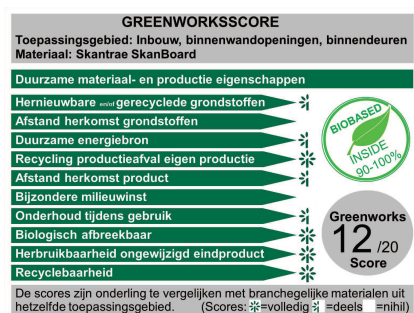 GREENWORKSSCORE
Toepassingsgebied: Inbouw, binnenwandopeningen, binnendeuren
Materiaal: Skantrae SkanBoard
Duurzame materiaal- en productie eigenschappen
Hernieuwbare en/of gerecyclede grondstoffen
Afstand herkomst grondstoffen
Duurzame energiebron
Recycling productieafval eigen productie
Afstand herkomst product
Bijzondere milieuwinst
Onderhoud tijdens gebruik
Biologisch afbreekbaar
Herbruikbaarheid ongewijzigd eindproduct
Recyclebaarheid
BIOBASED
INSIDE
90-100%
Greenworks
12/20
Score
De scores zijn onderling te vergelijken met branchegelijke materialen uit
hetzelfde toepassingsgebied. (Scores: =volledig =deels =nihil)